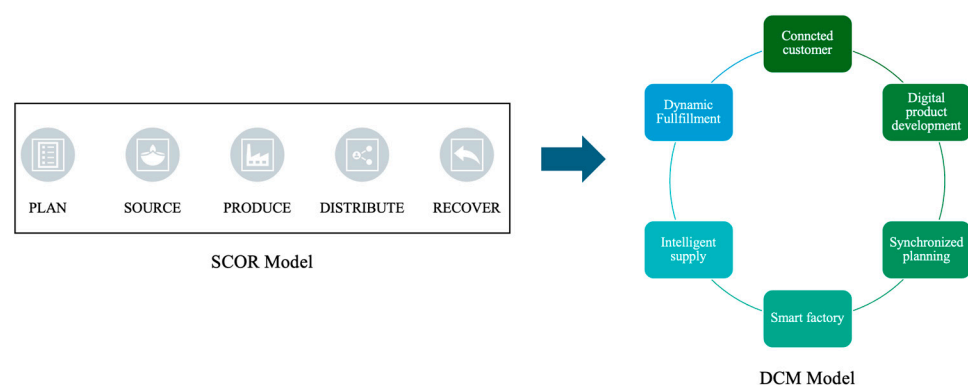 PLAN
SOURCE
PRODUCE
DISTRIBUTE
RECOVER
SCOR Model
Conncted
customer
Digital
product
development
Synchronized
planning
Smart factory
Intelligent
supply
Dynamic
Fullfillment
DCM Model